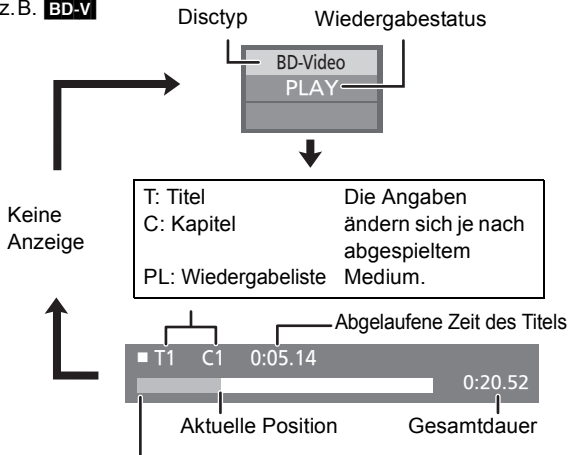 z.B. BD-V
Disctyp
Wiedergabestatus
BD-Video
PLAY
T: Titel
C: Kapitel
PL: Wiedergabeliste
Die Angaben
ändern sich je nach
abgespieltem
Medium.
Keine
Anzeige
Abgelaufene Zeit des Titels
T1 C1 0:05.14
0:20.52
Aktuelle Position
Gesamtdauer